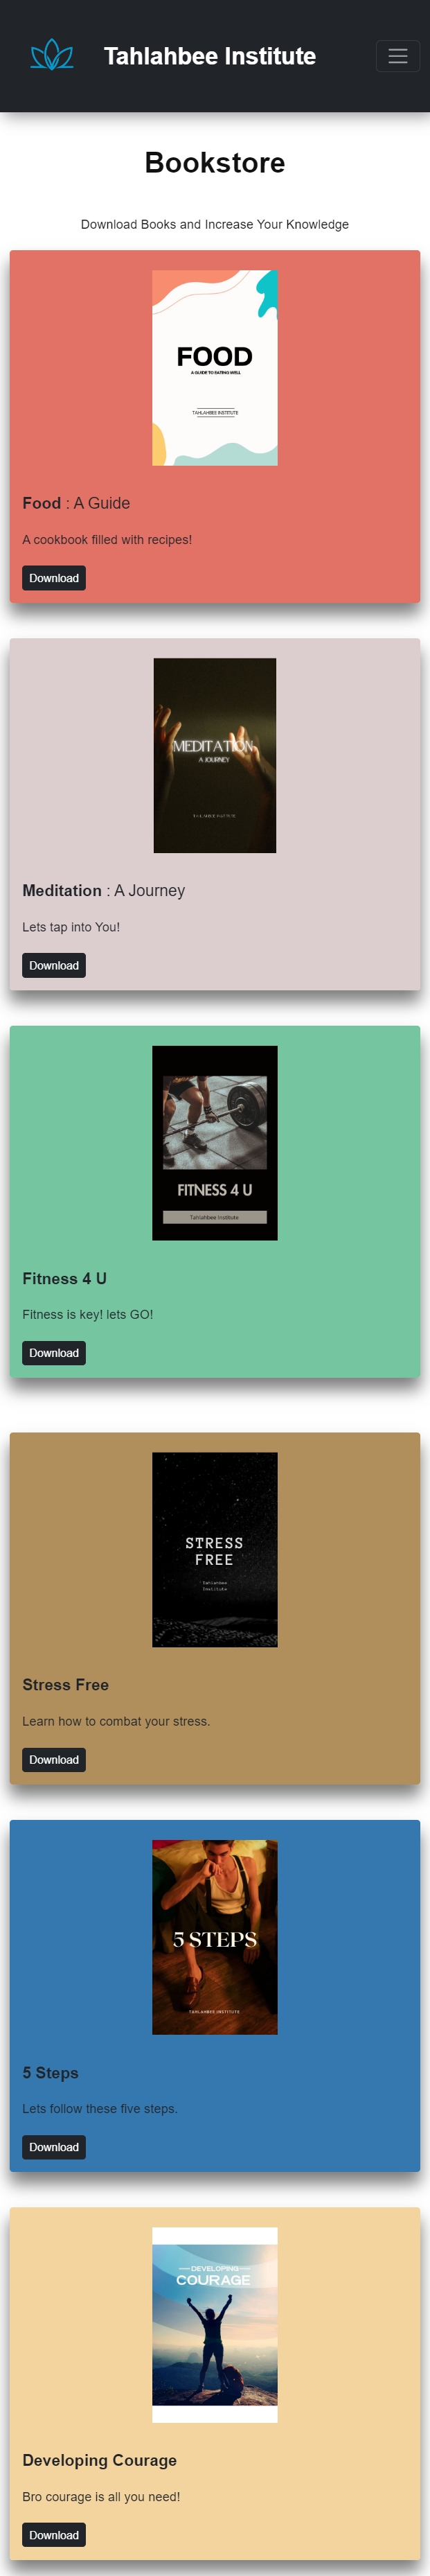 Tahlahbee Institute
Bookstore
Download Books and Increase Your Knowledge
FOOD
A GUIDE TO EATING WELL
TAHLAHBEE INSTITUTE
Food : A Guide
A cookbook filled with recipes!
Download
MEDITATION
A JOURNEY
TAHLAHBEE INSTITUTE
Meditation : A Journey
Lets tap into You!
Download
FITNESS 4 U
Tahlahbee Institute
Fitness 4 U
Fitness is key! lets GO!
Download
STRESS
FREE
Tahlahbee
Institute
Stress Free
Learn how to combat your stress.
Download
5 STEPS
TAHLAHBEE INSTITUTE
5 Steps
Lets follow these five steps.
Download
DEVELOPING
COURAGE
Developing Courage
Bro courage is all you need!
Download